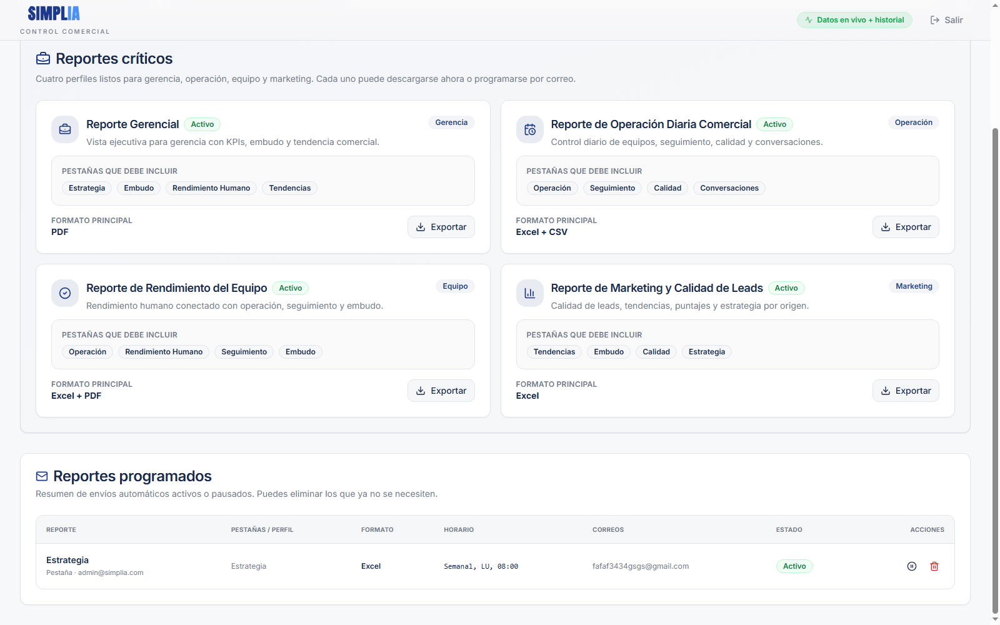 SIMPLIA
CONTROL COMERCIAL
Datos en vivo + historial
Salir
Reportes críticos
Cuatro perfiles listos para gerencia, operación, equipo y marketing. Cada uno puede descargarse ahora o programarse por correo.
Reporte Gerencial Activo Gerencia
Vista ejecutiva para gerencia con KPIs, embudo y tendencia comercial.
PESTAÑAS QUE DEBE INCLUIR
Estrategia Embudo Rendimiento Humano Tendencias
FORMATO PRINCIPAL
PDF
Exportar
Reporte de Operación Diaria Comercial Activo Operación
Control diario de equipos, seguimiento, calidad y conversaciones.
PESTAÑAS QUE DEBE INCLUIR
Operación Seguimiento Calidad Conversaciones
FORMATO PRINCIPAL
Excel + CSV
Exportar
Reporte de Rendimiento del Equipo Activo Equipo
Rendimiento humano conectado con operación, seguimiento y embudo.
PESTAÑAS QUE DEBE INCLUIR
Operación Rendimiento Humano Seguimiento Embudo
FORMATO PRINCIPAL
Excel + PDF
Exportar
Reporte de Marketing y Calidad de Leads Activo Marketing
Calidad de leads, tendencias, puntajes y estrategia por origen.
PESTAÑAS QUE DEBE INCLUIR
Tendencias Embudo Calidad Estrategia
FORMATO PRINCIPAL
Excel
Exportar
Reportes programados
Resumen de envíos automáticos activos o pausados. Puedes eliminar los que ya no se necesiten.
REPORTE PESTAÑAS / PERFIL FORMATO HORARIO CORREOS ESTADO ACCIONES
Estrategia
Pestaña · admin@simplia.com
Estrategia Excel Semanal, LU, 08:00 fafaf3434gsgs@gmail.com Activo